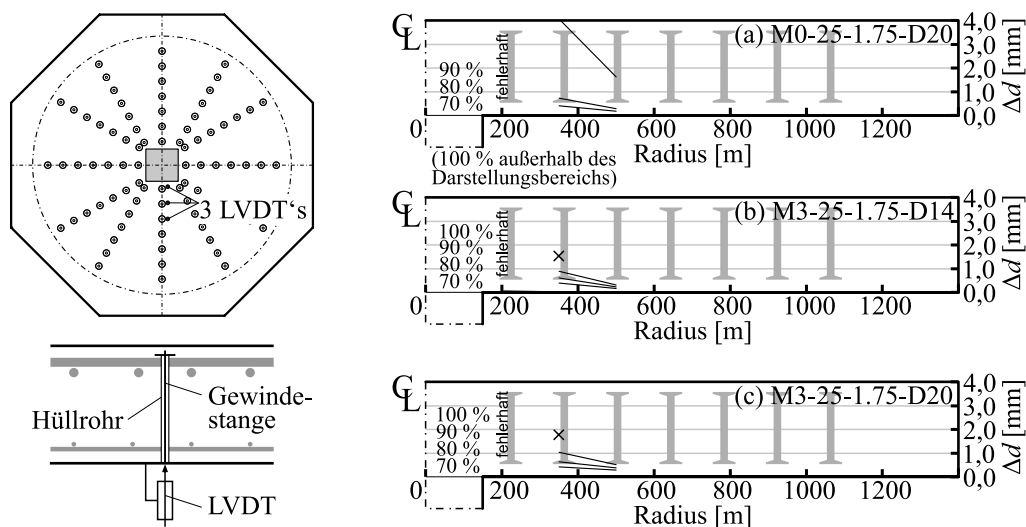 3 LVDT‘s
Hüllrohr
Gewinde-
stange
LVDT
(a) M0-25-1.75-D20
℄
90 %
80 %
70 %
fehlerhaft
4,0
3,0
2,0
1,0
0,0
Δd [mm]
0
200
400
600
800
1000
1200
Radius [m]
(100 % außerhalb des
Darstellungsbereichs)
(b) M3-25-1.75-D14
℄
100 %
90 %
80 %
70 %
fehlerhaft
4,0
3,0
2,0
1,0
0,0
Δd [mm]
0
200
400
600
800
1000
1200
Radius [m]
(c) M3-25-1.75-D20
℄
100 %
90 %
80 %
70 %
fehlerhaft
4,0
3,0
2,0
1,0
0,0
Δd [mm]
0
200
400
600
800
1000
1200
Radius [m]